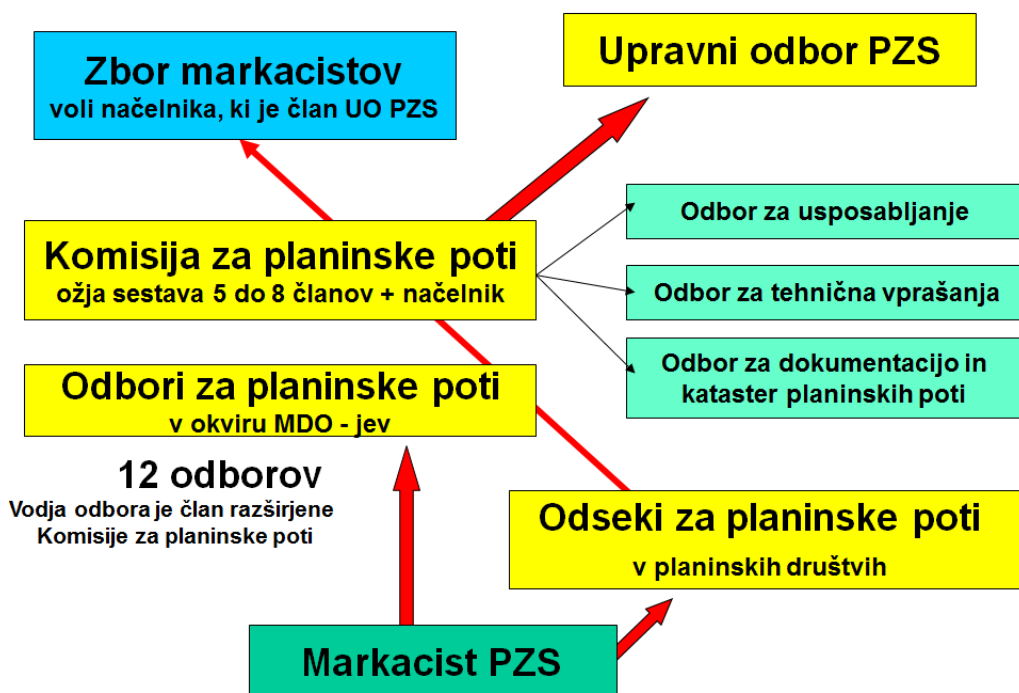 Zbor markacistov
voli načelnika, ki je član UO PZS
Upravni odbor PZS
Komisija za planinske poti
ožja sestava 5 do 8 članov + načelnik
Odbor za usposabljanje
Odbor za tehnična vprašanja
Odbor za dokumentacijo in
kataster planinskih poti
Odbori za planinske poti
v okviru MDO - jev
12 odborov
Vodja odbora je član razširjene
Komisije za planinske poti
Odseki za planinske poti
v planinskih društvih
Markacist PZS